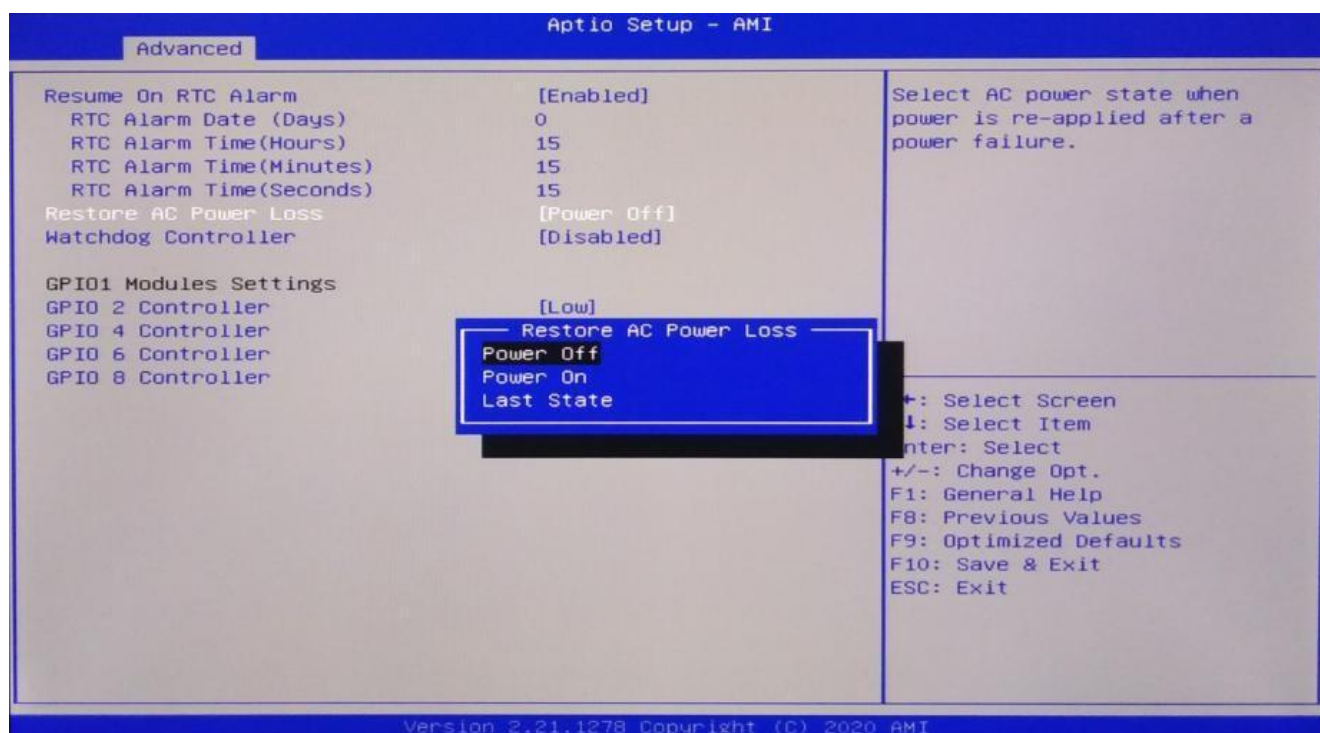 Aptio Setup - AMI
Advanced
Resume On RTC Alarm [Enabled]
RTC Alarm Date (Days) 0
RTC Alarm Time(Hours) 15
RTC Alarm Time(Minutes) 15
RTC Alarm Time(Seconds) 15
Restore AC Power Loss [Power Off]
Watchdog Controller [Disabled]
GPIO1 Modules Settings
GPIO 2 Controller [Low]
GPIO 4 Controller
GPIO 6 Controller
GPIO 8 Controller
Restore AC Power Loss
Power Off
Power On
Last State
Select AC power state when
power is re-applied after a
power failure.
: Select Screen
: Select Item
nter: Select
+/-: Change Opt.
F1: General Help
F8: Previous Values
F9: Optimized Defaults
F10: Save & Exit
ESC: Exit
Version 2.21.1278 Copyright (C) 2020 AMI